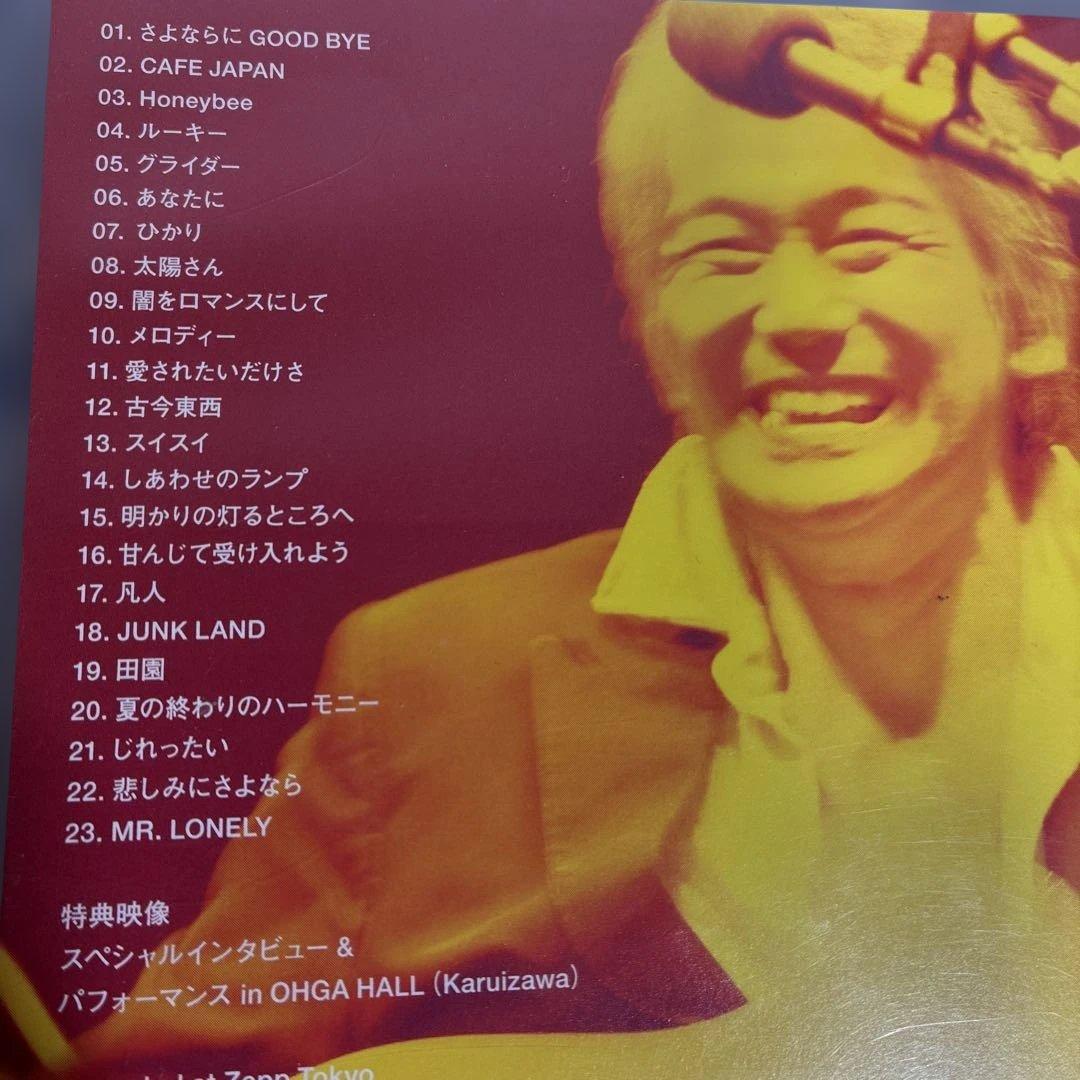 01. さよならに GOOD BYE
02. CAFE JAPAN
03. Honeybee
04. ルーキー
05. グライダー
06. あなたに
07. ひかり
08. 太陽さん
09. 闇をロマンスにして
10. メロディー
11. 愛されたいだけさ
12. 古今東西
13. スイスイ
14. しあわせのランプ
15. 明かりの灯るところへ
16. 甘んじて受け入れよう
17. 凡人
18. JUNK LAND
19. 田園
20. 夏の終わりのハーモニー
21. じれったい
22. 悲しみにさよなら
23. MR. LONELY
特典映像
スペシャルインタビュー &
パフォーマンス in OHGA HALL (Karuizawa)
at Zepp Tokyo